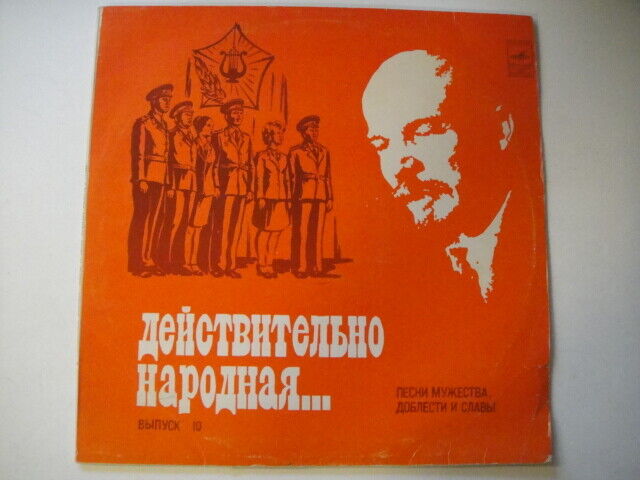 действительно
народная...
ВЫПУСК 10
ПЕСНИ МУЖЕСТВА,
ДОБЛЕСТИ И СЛАВЫ